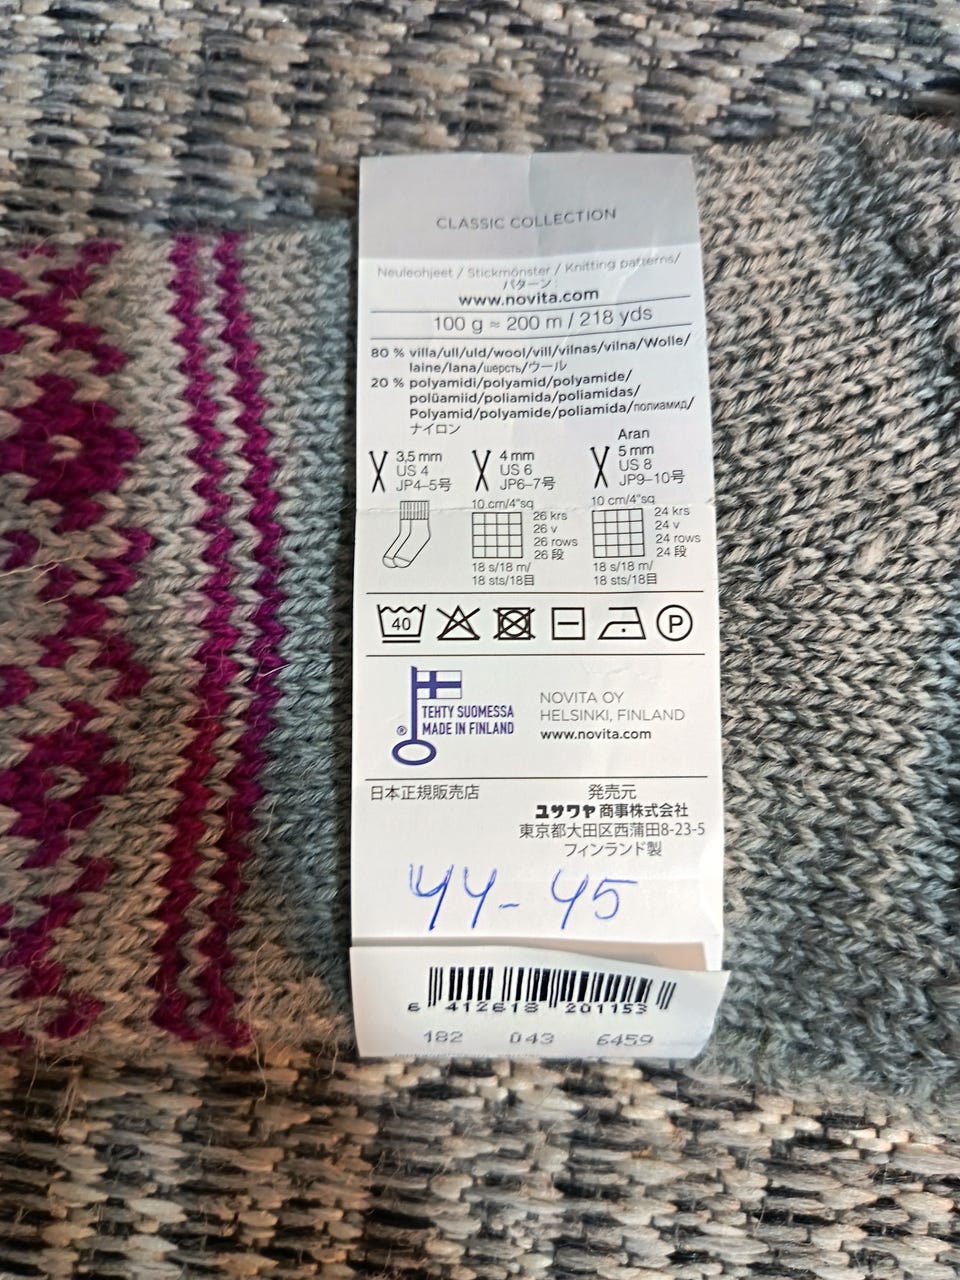 CLASSIC COLLECTION
Neuleohjeet / Stickmönster / Knitting patterns/
パターン:
www.novita.com
100 g ≈ 200 m / 218 yds
80 % villa/ull/uld/wool/vill/vilnas/vilna/Wolle/
laine/lana/шерсть/ウール
20 % polyamidi/polyamid/polyamide/
polüamiid/poliamida/poliamidas/
Polyamid/polyamide/poliamida/полиамид/
ナイロン
3,5 mm
US 4
JP4–5号
4 mm
US 6
JP6–7号
Aran
5 mm
US 8
JP9–10号
10 cm/4"sq
26 krs
26 v
26 rows
26 段
18 s/18 m/
18 sts/18目
10 cm/4"sq
24 krs
24 v
24 rows
24 段
18 s/18 m/
18 sts/18目
40
P
® TEHTY SUOMESSA
MADE IN FINLAND
NOVITA OY
HELSINKI, FINLAND
www.novita.com
日本正規販売店
発売元
ユザワヤ 商事株式会社
東京都大田区西蒲田8-23-5
フィンランド製
44-45
6 412618 201153
182 043 6459